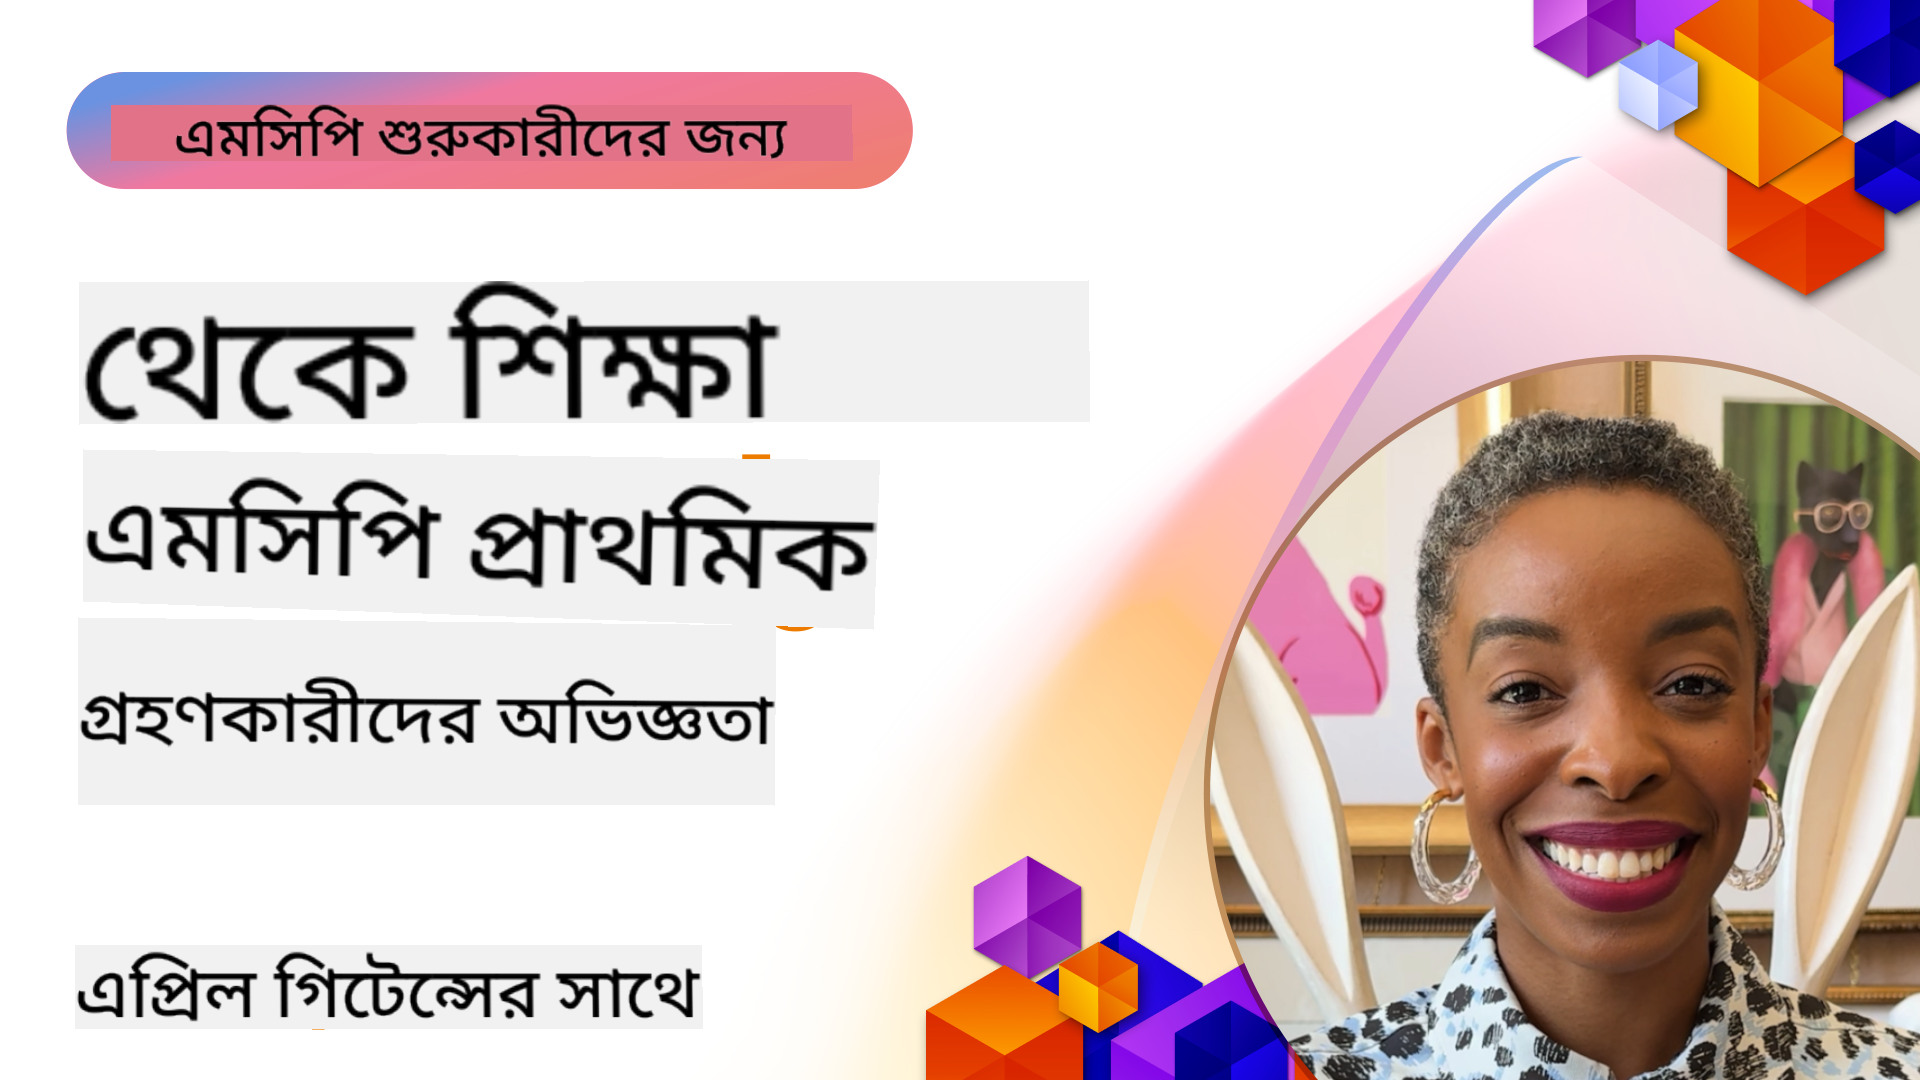 এমসিপি শুরুকারীদের জন্য
থেকে শিক্ষা
এমসিপি প্রাথমিক
গ্রহণকারীদের অভিজ্ঞতা
এপ্রিল গিটেন্সের সাথে